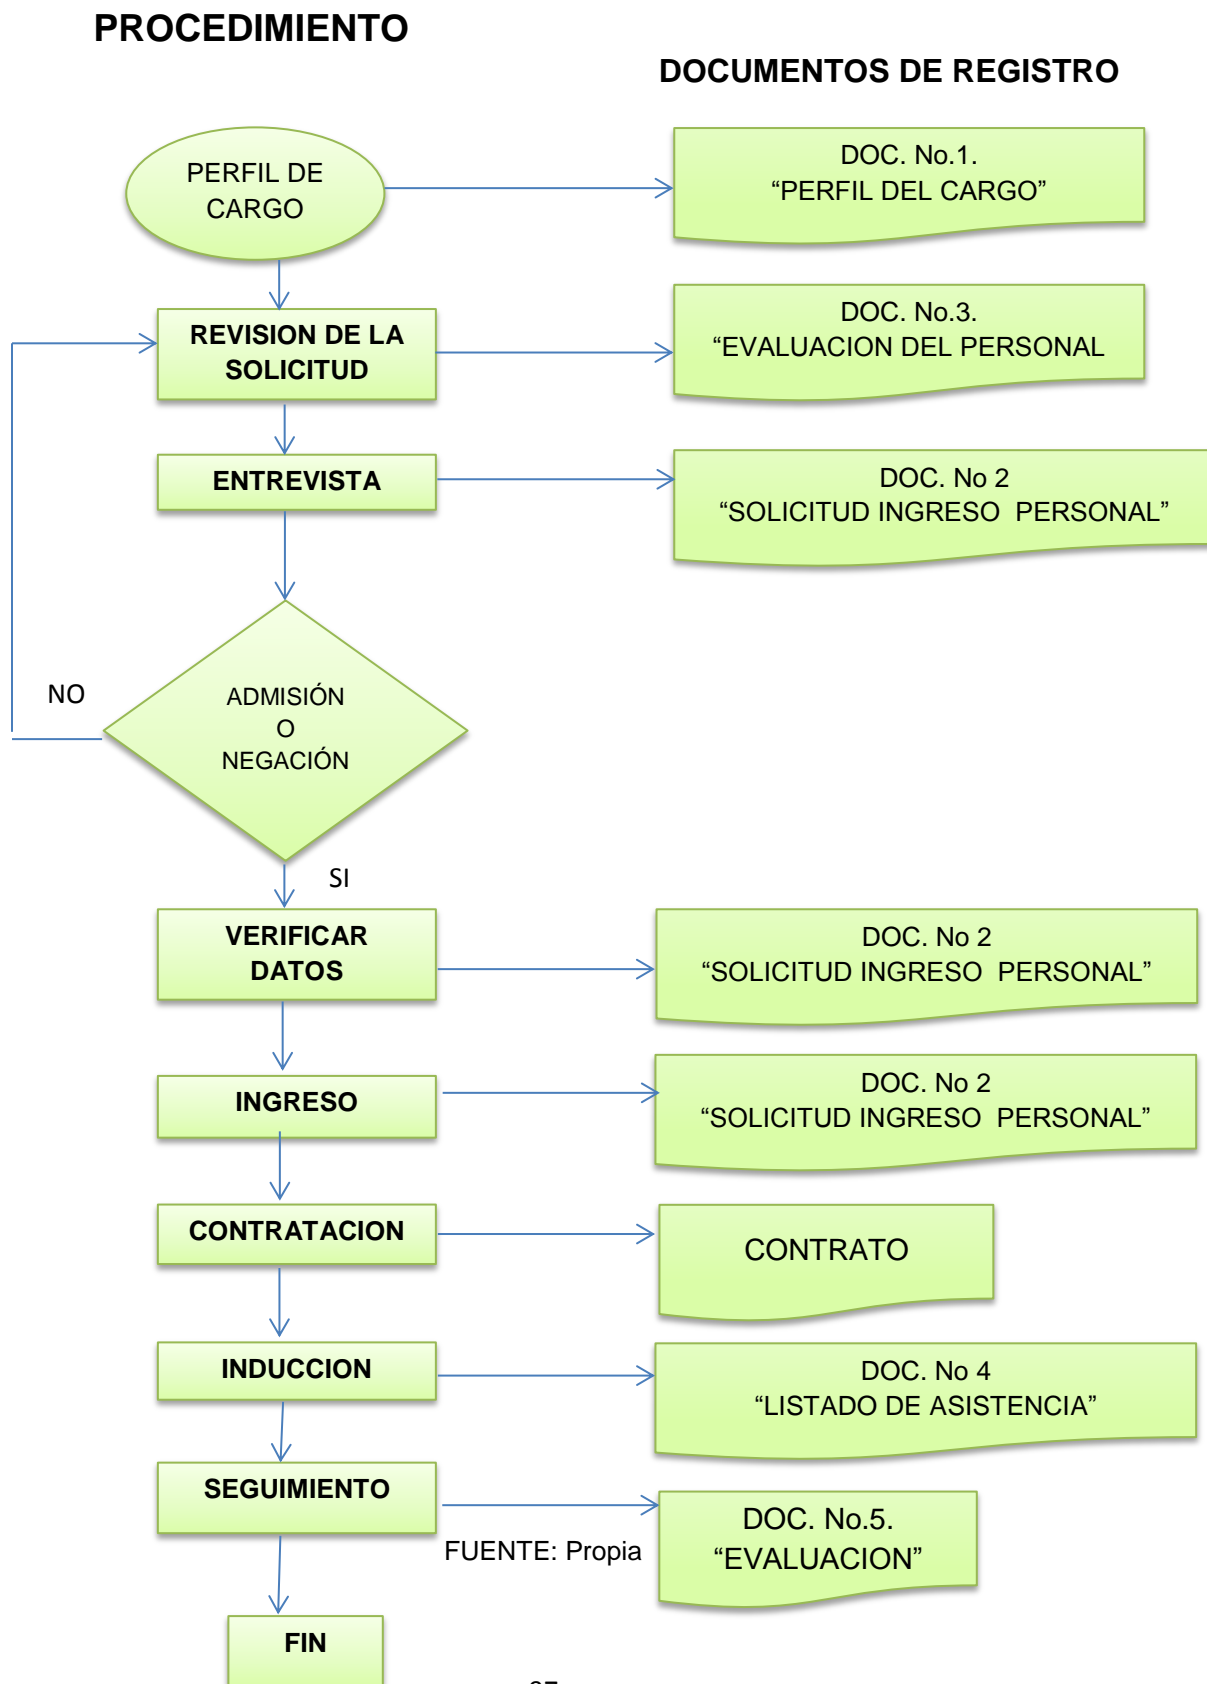 PROCEDIMIENTO
DOCUMENTOS DE REGISTRO
PERFIL DE
CARGO
DOC. No.1.
“PERFIL DEL CARGO”
REVISION DE LA
SOLICITUD
DOC. No.3.
“EVALUACION DEL PERSONAL
ENTREVISTA
DOC. No 2
“SOLICITUD INGRESO  PERSONAL”
NO
ADMISIÓN
O
NEGACIÓN
SI
VERIFICAR
DATOS
DOC. No 2
“SOLICITUD INGRESO  PERSONAL”
INGRESO
DOC. No 2
“SOLICITUD INGRESO  PERSONAL”
CONTRATACION
CONTRATO
INDUCCION
DOC. No 4
“LISTADO DE ASISTENCIA”
SEGUIMIENTO
DOC. No.5.
“EVALUACION”
FUENTE: Propia
FIN